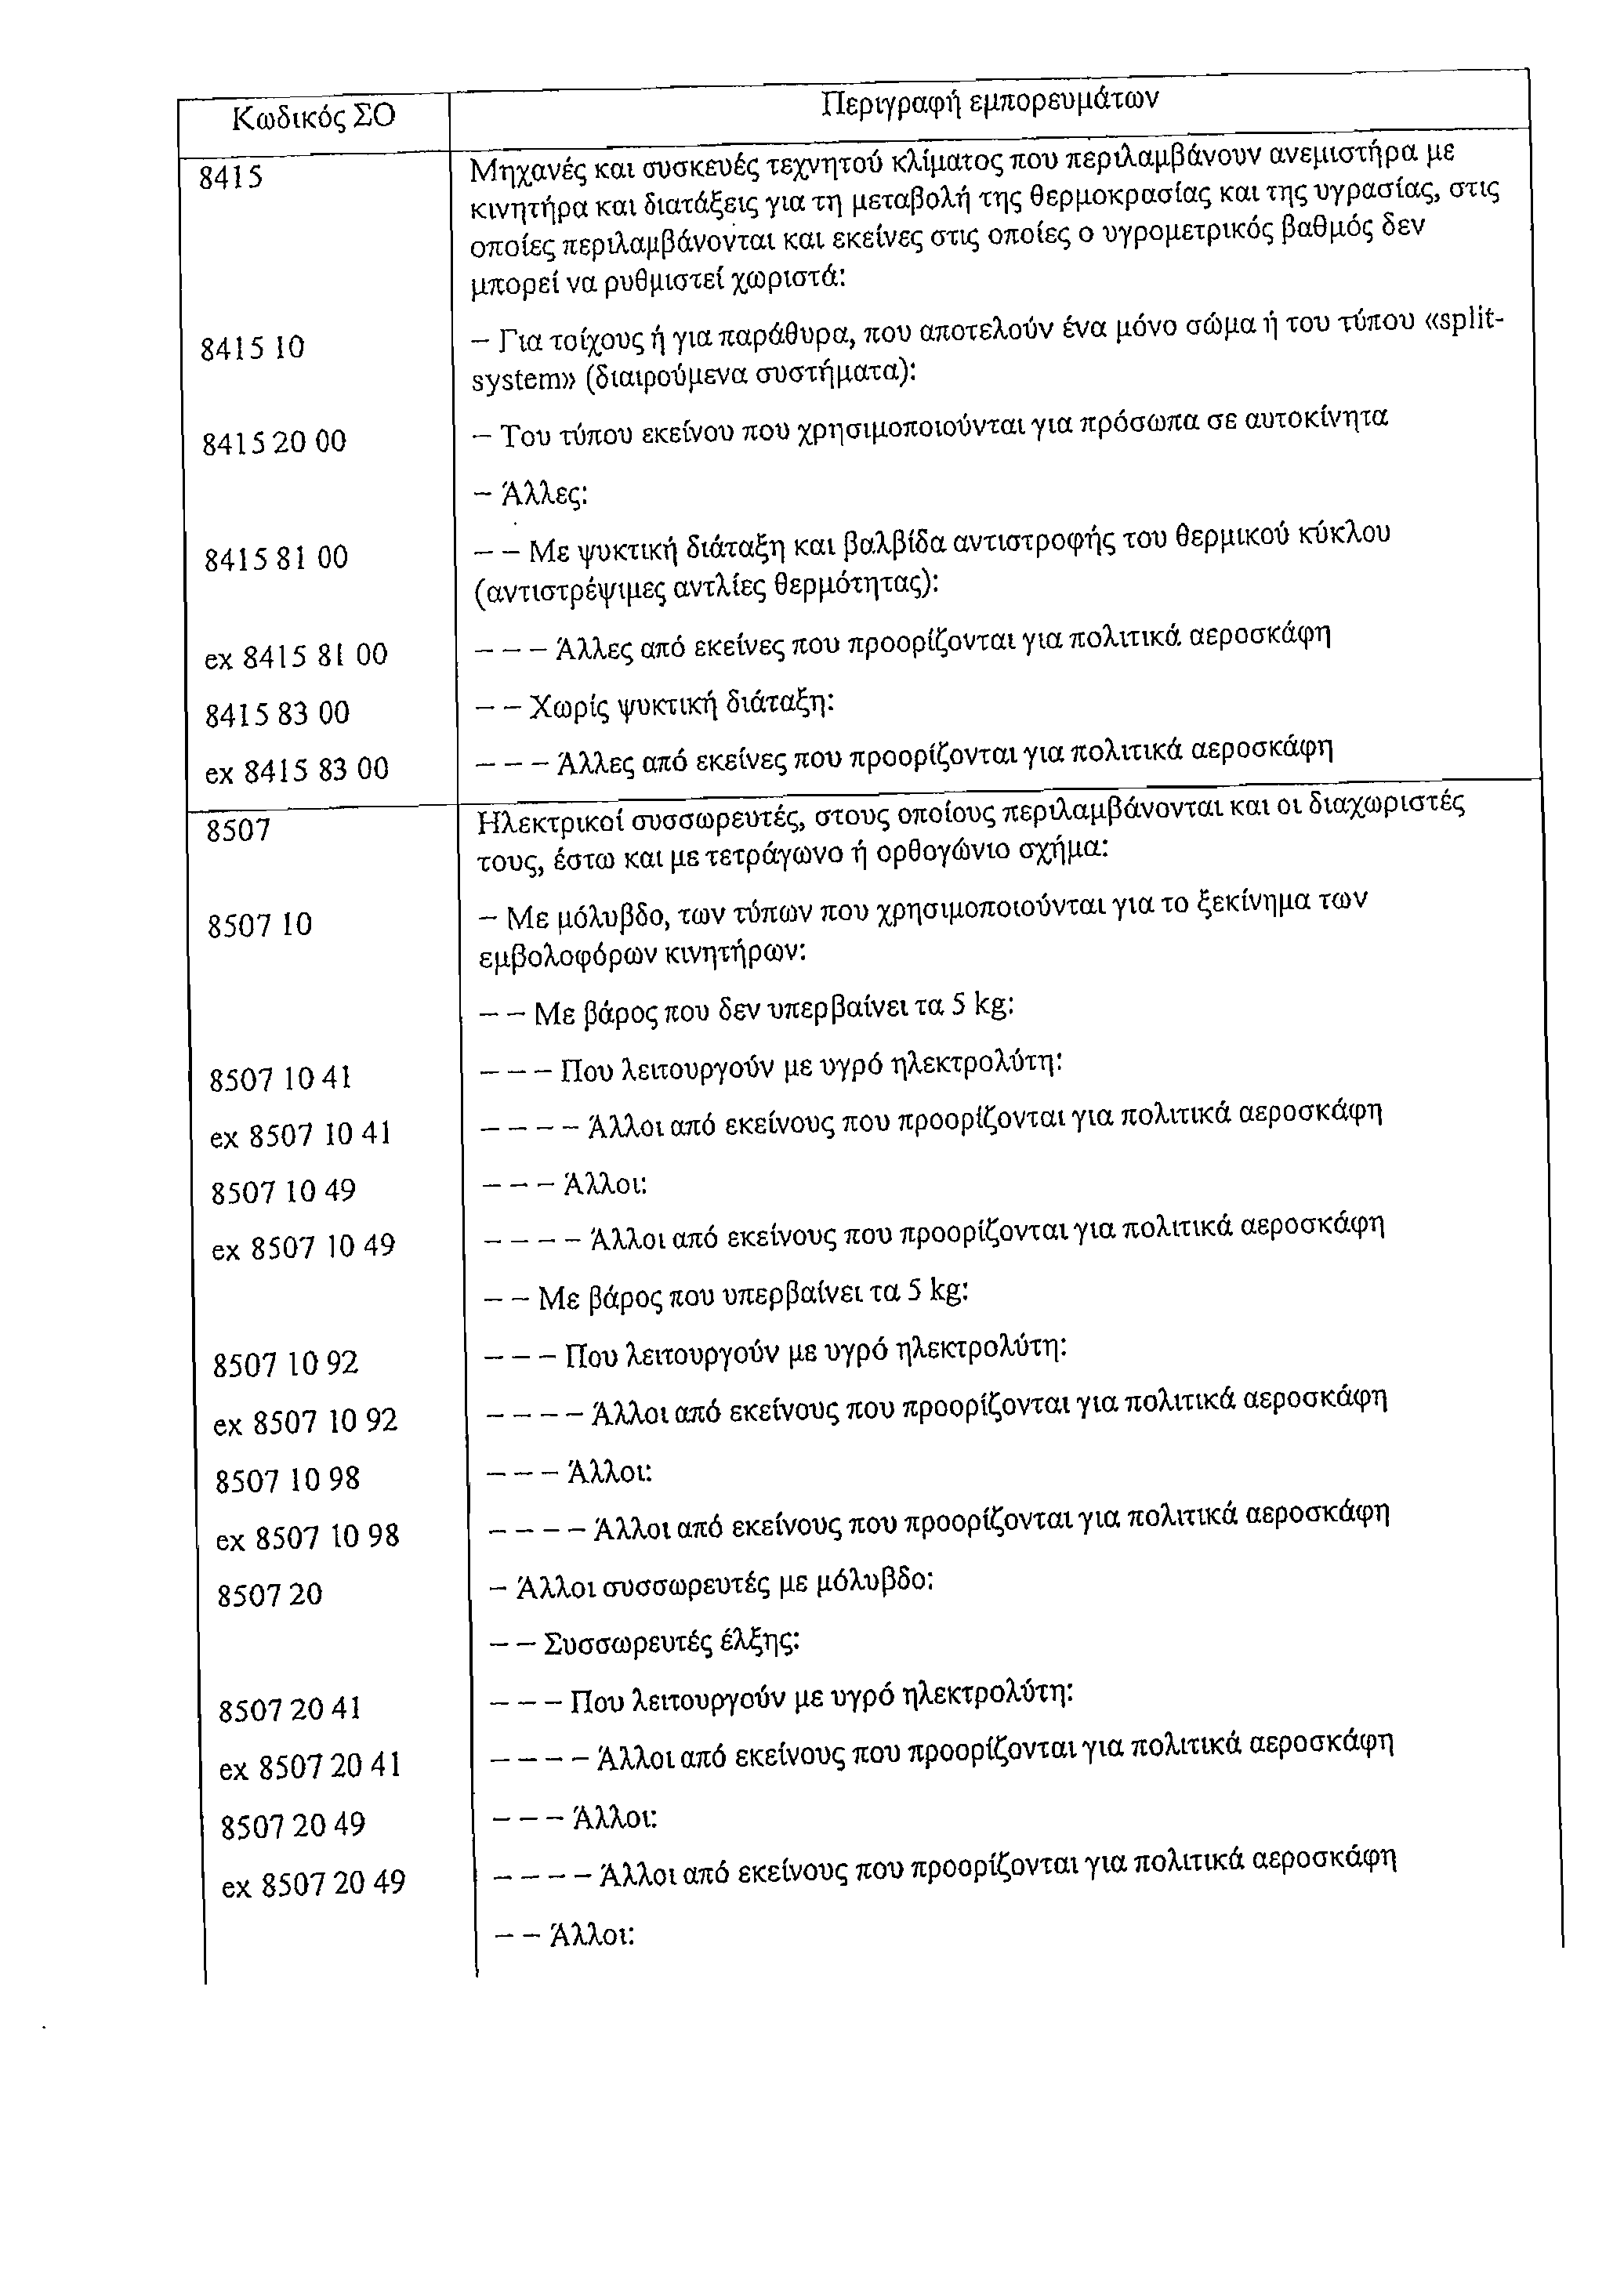 Κωδικός ΣΟ Περιγραφή εμπορευμάτων
8415 Μηχανές και συσκευές τεχνητού κλίματος που περιλαμβάνουν ανεμιστήρα με
κινητήρα και διατάξεις για τη μεταβολή της θερμοκρασίας και της υγρασίας, στις
οποίες περιλαμβάνονται και εκείνες στις οποίες ο υγρομετρικός βαθμός δεν
μπορεί να ρυθμιστεί χωριστά:
8415 10 – Για τοίχους ή για παράθυρα, που αποτελούν ένα μόνο σώμα ή του τύπου «split-
system» (διαιρούμενα συστήματα):
8415 20 00 – Του τύπου εκείνου που χρησιμοποιούνται για πρόσωπα σε αυτοκίνητα
– Άλλες:
8415 81 00 – – Με ψυκτική διάταξη και βαλβίδα αντιστροφής του θερμικού κύκλου
(αντιστρέψιμες αντλίες θερμότητας):
ex 8415 81 00 – – – Άλλες από εκείνες που προορίζονται για πολιτικά αεροσκάφη
8415 83 00 – – Χωρίς ψυκτική διάταξη:
ex 8415 83 00 – – – Άλλες από εκείνες που προορίζονται για πολιτικά αεροσκάφη
8507 Ηλεκτρικοί συσσωρευτές, στους οποίους περιλαμβάνονται και οι διαχωριστές
τους, έστω και με τετράγωνο ή ορθογώνιο σχήμα:
8507 10 – Με μόλυβδο, των τύπων που χρησιμοποιούνται για το ξεκίνημα των
εμβολοφόρων κινητήρων:
– – Με βάρος που δεν υπερβαίνει τα 5 kg:
8507 10 41 – – – Που λειτουργούν με υγρό ηλεκτρολύτη:
ex 8507 10 41 – – – – Άλλοι από εκείνους που προορίζονται για πολιτικά αεροσκάφη
8507 10 49 – – – Άλλοι:
ex 8507 10 49 – – – – Άλλοι από εκείνους που προορίζονται για πολιτικά αεροσκάφη
– – Με βάρος που υπερβαίνει τα 5 kg:
8507 10 92 – – – Που λειτουργούν με υγρό ηλεκτρολύτη:
ex 8507 10 92 – – – – Άλλοι από εκείνους που προορίζονται για πολιτικά αεροσκάφη
8507 10 98 – – – Άλλοι:
ex 8507 10 98 – – – – Άλλοι από εκείνους που προορίζονται για πολιτικά αεροσκάφη
8507 20 – Άλλοι συσσωρευτές με μόλυβδο:
– – Συσσωρευτές έλξης:
8507 20 41 – – – Που λειτουργούν με υγρό ηλεκτρολύτη:
ex 8507 20 41 – – – – Άλλοι από εκείνους που προορίζονται για πολιτικά αεροσκάφη
8507 20 49 – – – Άλλοι:
ex 8507 20 49 – – – – Άλλοι από εκείνους που προορίζονται για πολιτικά αεροσκάφη
– – Άλλοι: